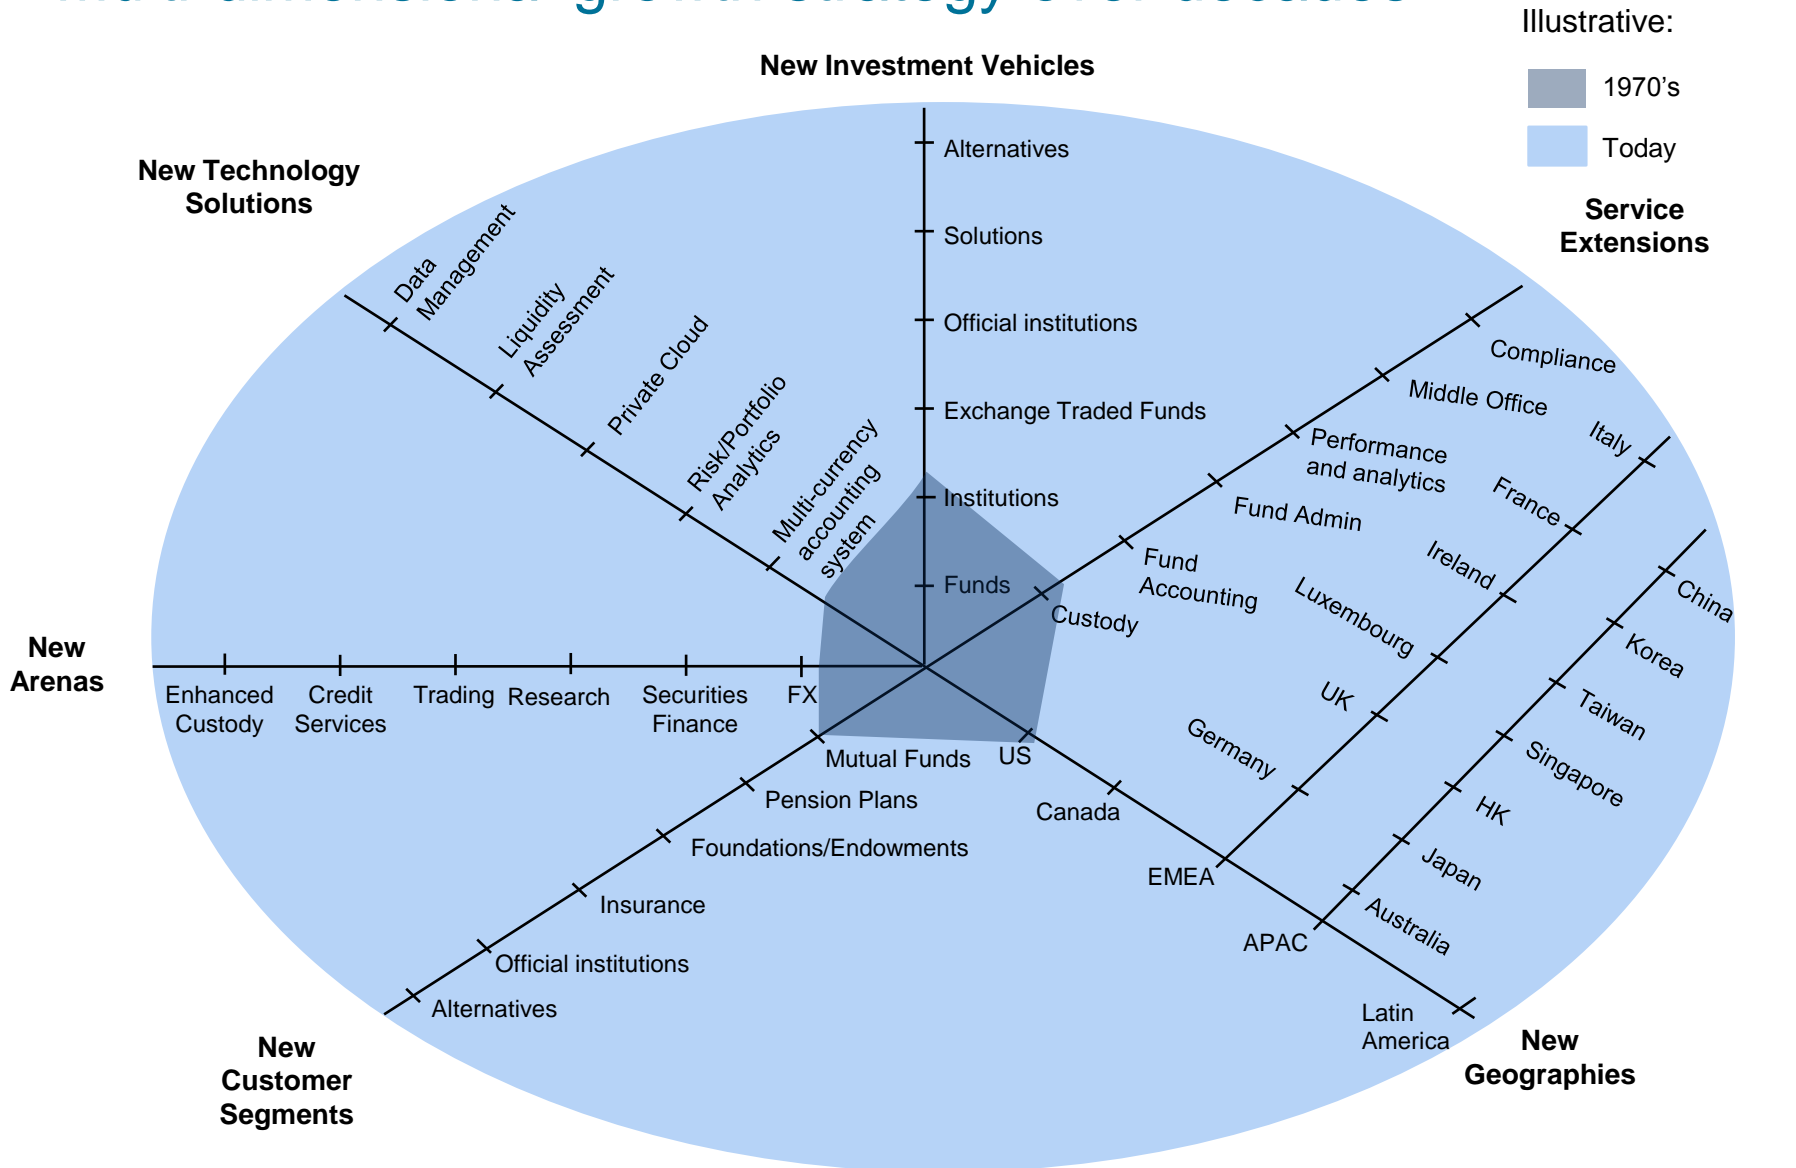 growth strategy over decades
Illustrative:
1970's
Today
New Investment Vehicles
Alternatives
Solutions
Official institutions
Exchange Traded Funds
Institutions
Funds
New Technology
Solutions
Data
Management
Liquidity
Assessment
Private Cloud
Risk/Portfolio
Analytics
Multi-currency
accounting
system
Service
Extensions
Compliance
Middle Office
Performance
and analytics
Fund Admin
Fund
Accounting
Custody
Italy
France
Ireland
Luxembourg
UK
Germany
China
Korea
Taiwan
Singapore
HK
Japan
Australia
New
Arenas
Enhanced
Custody
Credit
Services
Trading
Research
Securities
Finance
FX
Mutual Funds
Pension Plans
Foundations/Endowments
Insurance
Official institutions
Alternatives
New
Customer
Segments
US
Canada
EMEA
APAC
Latin
America
New
Geographies